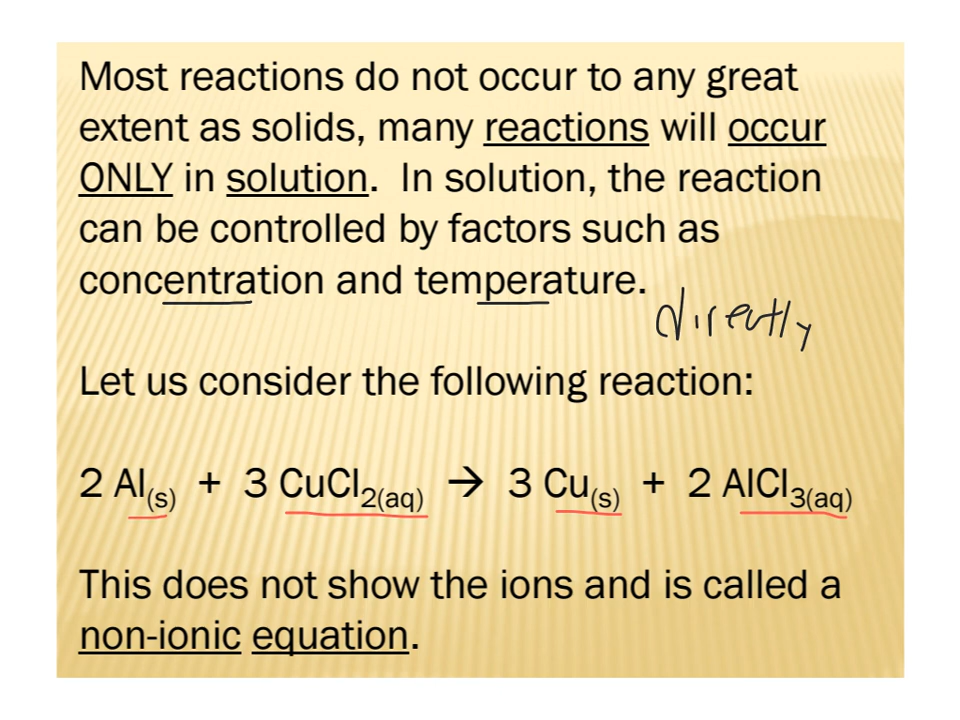 Most reactions do not occur to any great
extent as solids, many reactions will occur
ONLY in solution. In solution, the reaction
can be controlled by factors such as
concentration and temperature.
directly
Let us consider the following reaction:
2 Al(s) + 3 CuCl2(aq) → 3 Cu(s) + 2 AlCl3(aq)
This does not show the ions and is called a
non-ionic equation.